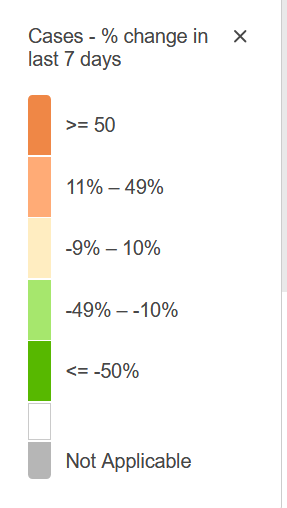 Cases - % change in
last 7 days
>= 50
11% – 49%
-9% – 10%
-49% – -10%
<= -50%
Not Applicable